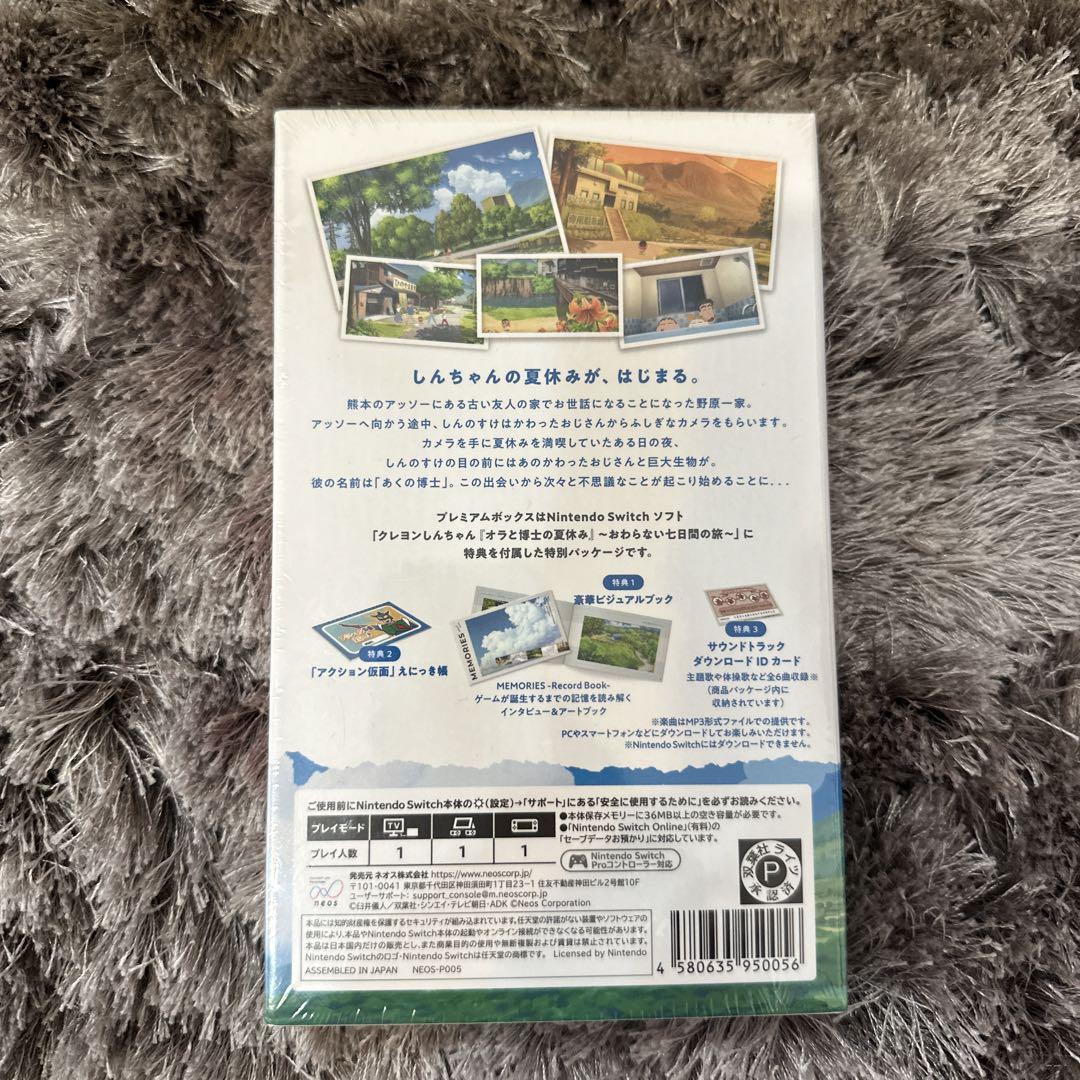 しんちゃんの夏休みが、はじまる。
熊本のアッソーにある古い友人の家でお世話になることになった野原一家。
アッソーへ向かう途中、しんのすけはかわったおじさんからふしぎなカメラをもらいます。
カメラを手に夏休みを満喫していたある日の夜、
しんのすけの目の前にはあのかわったおじさんと巨大生物が。
彼の名前は「あくの博士」。この出会いから次々と不思議なことが起こり始めることに...
プレミアムボックスはNintendo Switch ソフト
「クレヨンしんちゃん『オラと博士の夏休み』～おわらない七日間の旅～」に
特典を付属した特別パッケージです。
特典1
豪華ビジュアルブック
MEMORIES
MEMORIES -Record Book-
ゲームが誕生するまでの記憶を読み解く
インタビュー&アートブック
特典2
「アクション仮面」えにっき帳
特典3
サウンドトラック
ダウンロード ID カード
主題歌や体操歌など全6曲収録※
(商品パッケージ内に
収納されています)
※楽曲はMP3形式ファイルでの提供です。
PCやスマートフォンなどにダウンロードしてお楽しみいただけます。
※Nintendo Switchにはダウンロードできません。
ご使用前にNintendo Switch本体の(設定)→「サポート」にある「安全に使用するために」を必ずお読みください。
プレイモード TV
プレイ人数 1 1 1
●本体保存メモリーに36MB以上の空き容量が必要です。
●「Nintendo Switch Online」(有料)の
「セーブデータお預かり」に対応しています。
Nintendo Switch
Proコントローラー対応
双葉社 ライツ
P
承認済
neos
発売元 ネオス株式会社 https://www.neoscorp.jp/
〒101-0041 東京都千代田区神田須田町1丁目23-1 住友不動産神田ビル2号館10F
ユーザーサポート: support_console@m.neoscorp.jp
©臼井儀人/双葉社・シンエイ・テレビ朝日・ADK ©Neos Corporation
本品には知的財産権を保護するセキュリティが組み込まれています。任天堂の許諾がない装置やソフトウェアの
使用により、本品やNintendo Switch本体の起動やオンライン接続ができなくなる可能性があります。
本品は日本国内だけの販売とし、また商業目的の使用や無断複製および賃貸は禁止されています。
Nintendo Switchのロゴ・Nintendo Switchは任天堂の商標です。 Licensed by Nintendo
ASSEMBLED IN JAPAN NEOS-P005
4 580635 950056